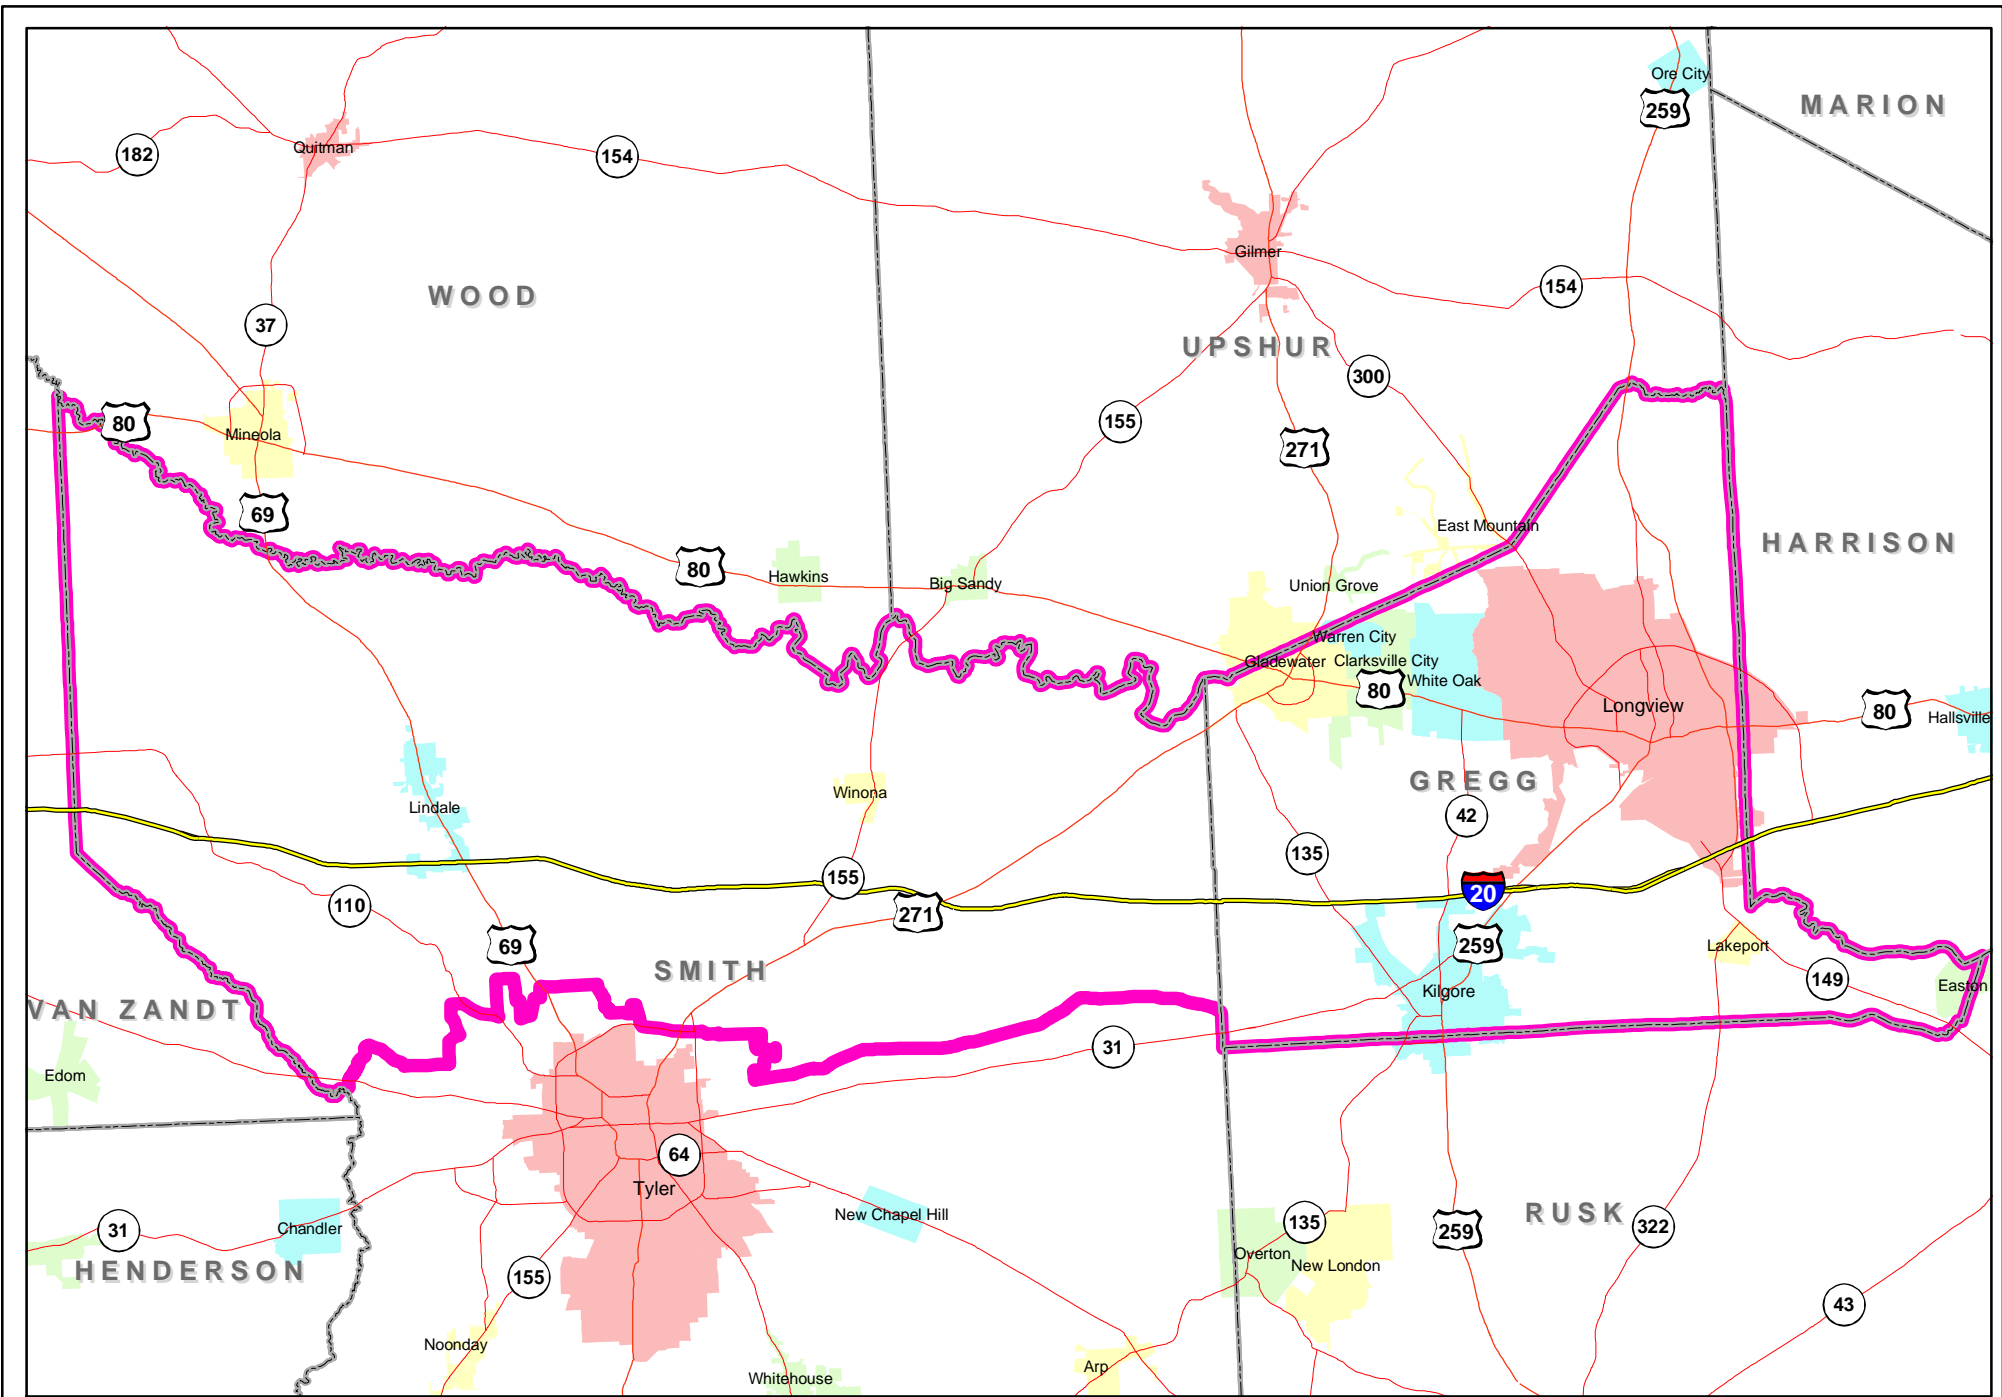 Ore City
259
MARION
182
Quitman
154
Gilmer
154
WOOD
37
UPSHUR
300
80
155
Mineola
271
69
East Mountain
HARRISON
80
Hawkins
Big Sandy
Union Grove
Warren City
Gladewater
Clarksville City
80
White Oak
Longview
80
Hallsville
Lindale
Winona
GREGG
42
135
155
110
271
20
69
259
Lakeport
SMITH
149
Kilgore
Easton
VAN ZANDT
31
Edom
64
Tyler
31
Chandler
New Chapel Hill
135
259
RUSK
322
HENDERSON
155
Overton
New London
43
Noonday
Arp
Whitehouse